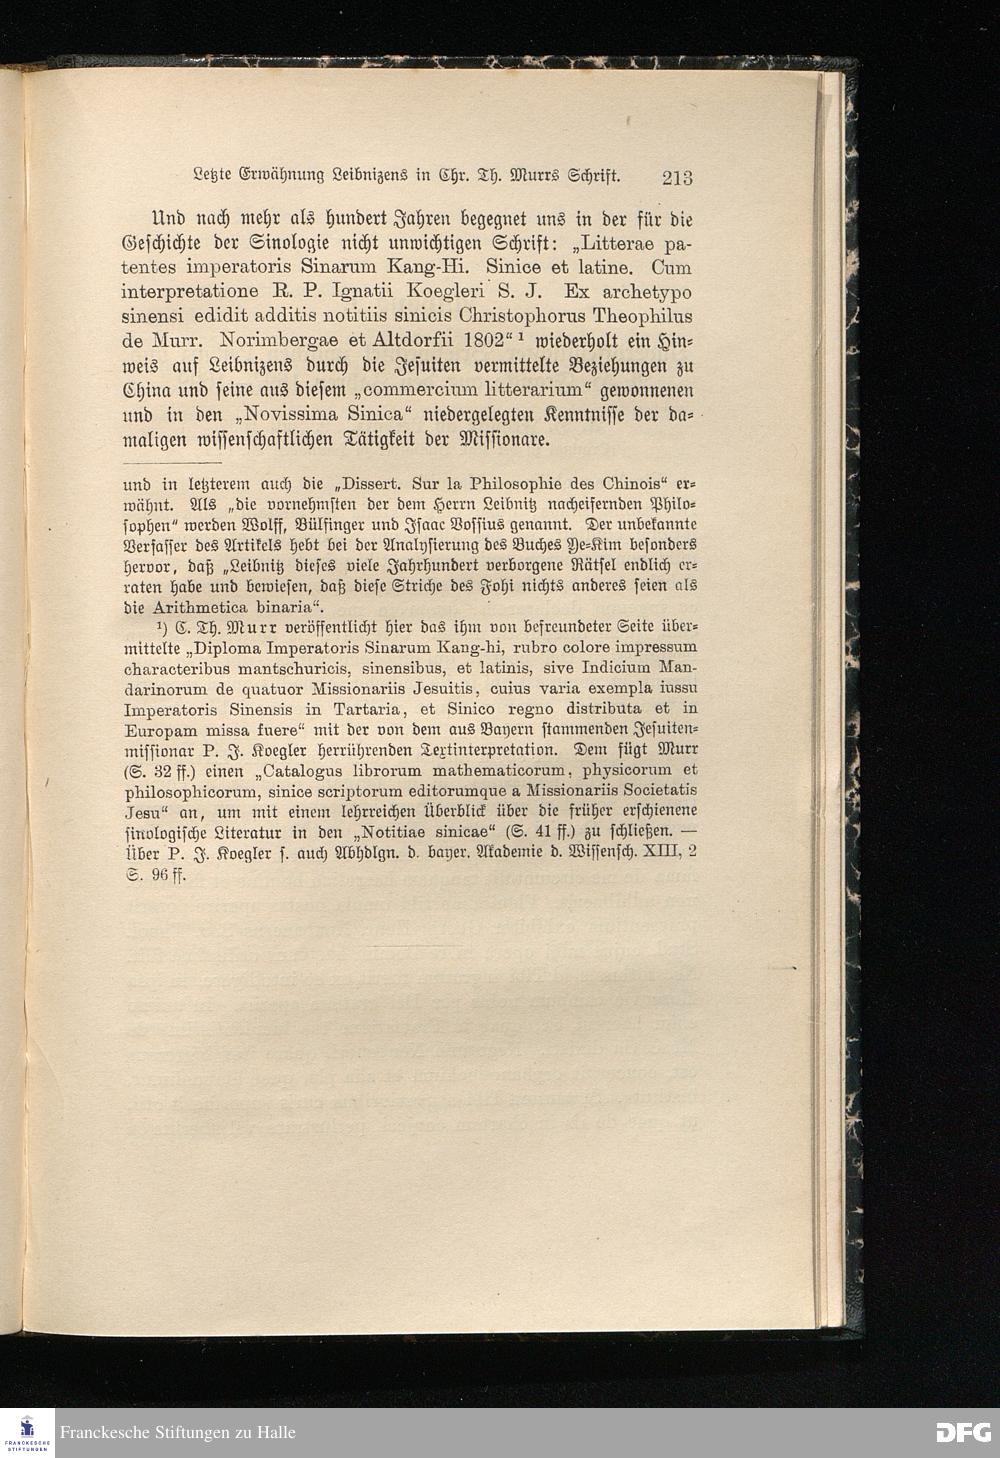 Letzte Erwähnung Leibnizens in Chr. Th. Murrs Schrift. 213
Und nach mehr als hundert Jahren begegnet uns in der für die
Geschichte der Sinologie nicht unwichtigen Schrift: „Litterae pa-
tentes imperatoris Sinarum Kang-Hi. Sinice et latine. Cum
interpretatione R. P. Ignatii Koegleri S. J. Ex archetypo
sinensi edidit additis notitiis sinicis Christophorus Theophilus
de Murr. Norimbergae et Altdorfii 1802“ ¹ wiederholt ein Hin-
weis auf Leibnizens durch die Jesuiten vermittelte Beziehungen zu
China und seine aus diesem „commercium litterarium“ gewonnenen
und in den „Novissima Sinica“ niedergelegten Kenntnisse der da-
maligen wissenschaftlichen Tätigkeit der Missionare.
und in letzterem auch die „Dissert. Sur la Philosophie des Chinois“ er-
wähnt. Als „die vornehmsten der dem Herrn Leibnitz nacheifernden Philo-
sophen“ werden Wolff, Bülfinger und Isaac Vossius genannt. Der unbekannte
Verfasser des Artikels hebt bei der Analysierung des Buches Ye-Kim besonders
hervor, daß „Leibnitz dieses viele Jahrhundert verborgene Rätsel endlich er-
raten habe und bewiesen, daß diese Striche des Fohi nichts anderes seien als
die Arithmetica binaria“.
¹) C. Th. Murr veröffentlicht hier das ihm von befreundeter Seite über-
mittelte „Diploma Imperatoris Sinarum Kang-hi, rubro colore impressum
characteribus mantschuricis, sinensibus, et latinis, sive Indicium Man-
darinorum de quatuor Missionariis Jesuitis, cuius varia exempla iussu
Imperatoris Sinensis in Tartaria, et Sinico regno distributa et in
Europam missa fuere“ mit der von dem aus Bayern stammenden Jesuiten-
missionar P. J. Koegler herrührenden Textinterpretation. Dem fügt Murr
(S. 32 ff.) einen „Catalogus librorum mathematicorum, physicorum et
philosophicorum, sinice scriptorum editorumque a Missionariis Societatis
Jesu“ an, um mit einem lehrreichen Überblick über die früher erschienene
sinologische Literatur in den „Notitiae sinicae“ (S. 41 ff.) zu schließen. —
Über P. J. Koegler s. auch Abhdlgn. d. bayer. Akademie d. Wissensch. XIII, 2
S. 96 ff.
FRANCKESCHE
STIFTUNGEN
Franckesche Stiftungen zu Halle
DFG